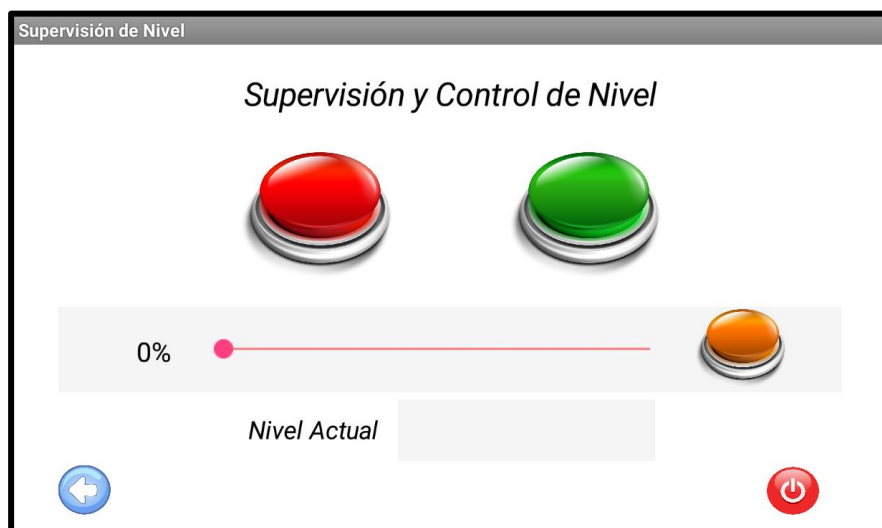 Supervisión de Nivel
Supervisión y Control de Nivel
0%
Nivel Actual